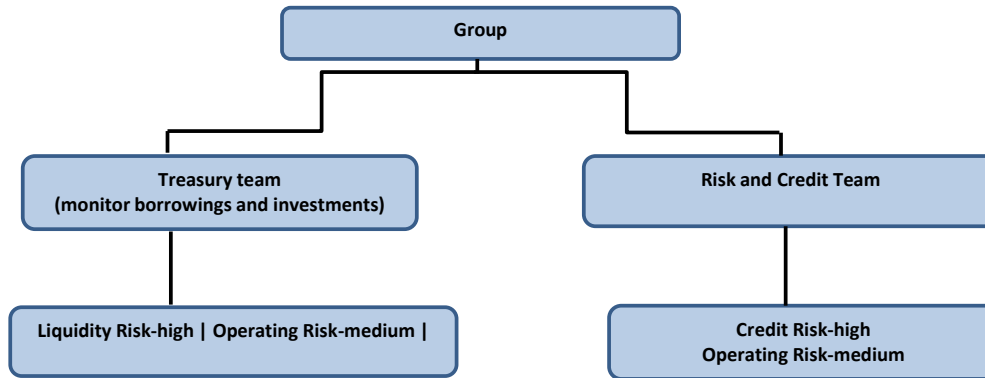 Group
Treasury team
(monitor borrowings and investments)
Risk and Credit Team
Liquidity Risk-high | Operating Risk-medium |
Credit Risk-high
Operating Risk-medium